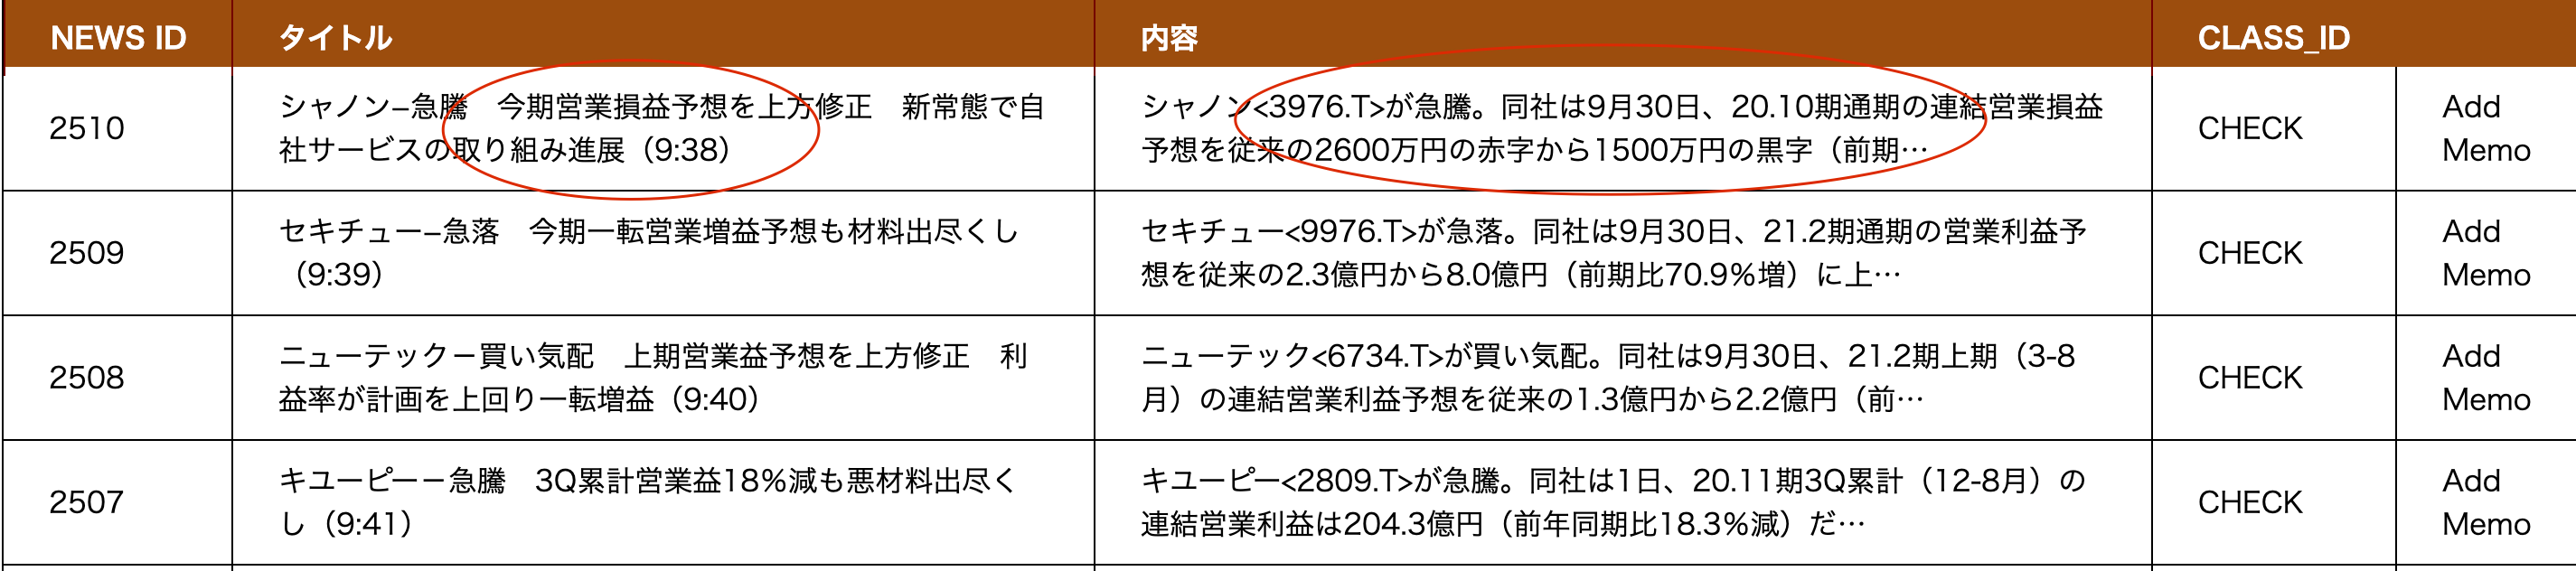 NEWS ID タイトル 内容 CLASS_ID
2510
シャノン–急騰　今期営業損益予想を上方修正　新常態で自
社サービスの取り組み進展（9:38）
シャノン<3976.T>が急騰。同社は9月30日、20.10期通期の連結営業損益
予想を従来の2600万円の赤字から1500万円の黒字（前期…
CHECK
Add
Memo
2509
セキチュー–急落　今期一転営業増益予想も材料出尽くし
（9:39）
セキチュー<9976.T>が急落。同社は9月30日、21.2期通期の営業利益予
想を従来の2.3億円から8.0億円（前期比70.9％増）に上…
CHECK
Add
Memo
2508
ニューテック－買い気配　上期営業益予想を上方修正　利
益率が計画を上回り一転増益（9:40）
ニューテック<6734.T>が買い気配。同社は9月30日、21.2期上期（3-8
月）の連結営業利益予想を従来の1.3億円から2.2億円（前…
CHECK
Add
Memo
2507
キユーピー－急騰　3Q累計営業益18％減も悪材料出尽く
し（9:41）
キユーピー<2809.T>が急騰。同社は1日、20.11期3Q累計（12-8月）の
連結営業利益は204.3億円（前年同期比18.3％減）だ…
CHECK
Add
Memo